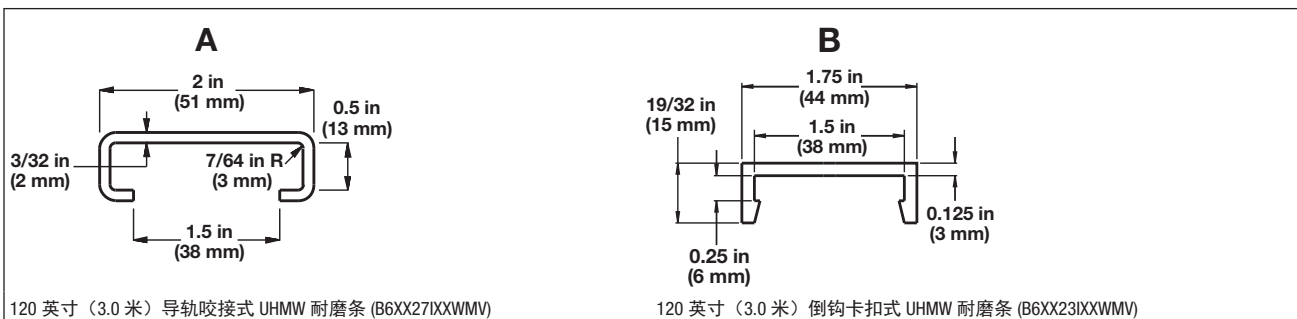 A
2 in
(51 mm)
0.5 in
(13 mm)
3/32 in
(2 mm)
7/64 in R
(3 mm)
1.5 in
(38 mm)
120 英寸（3.0 米）导轨咬接式 UHMW 耐磨条 (B6XX27IXXWMV)
B
1.75 in
(44 mm)
19/32 in
(15 mm)
1.5 in
(38 mm)
0.125 in
(3 mm)
0.25 in
(6 mm)
120 英寸（3.0 米）倒钩卡扣式 UHMW 耐磨条 (B6XX23IXXWMV)